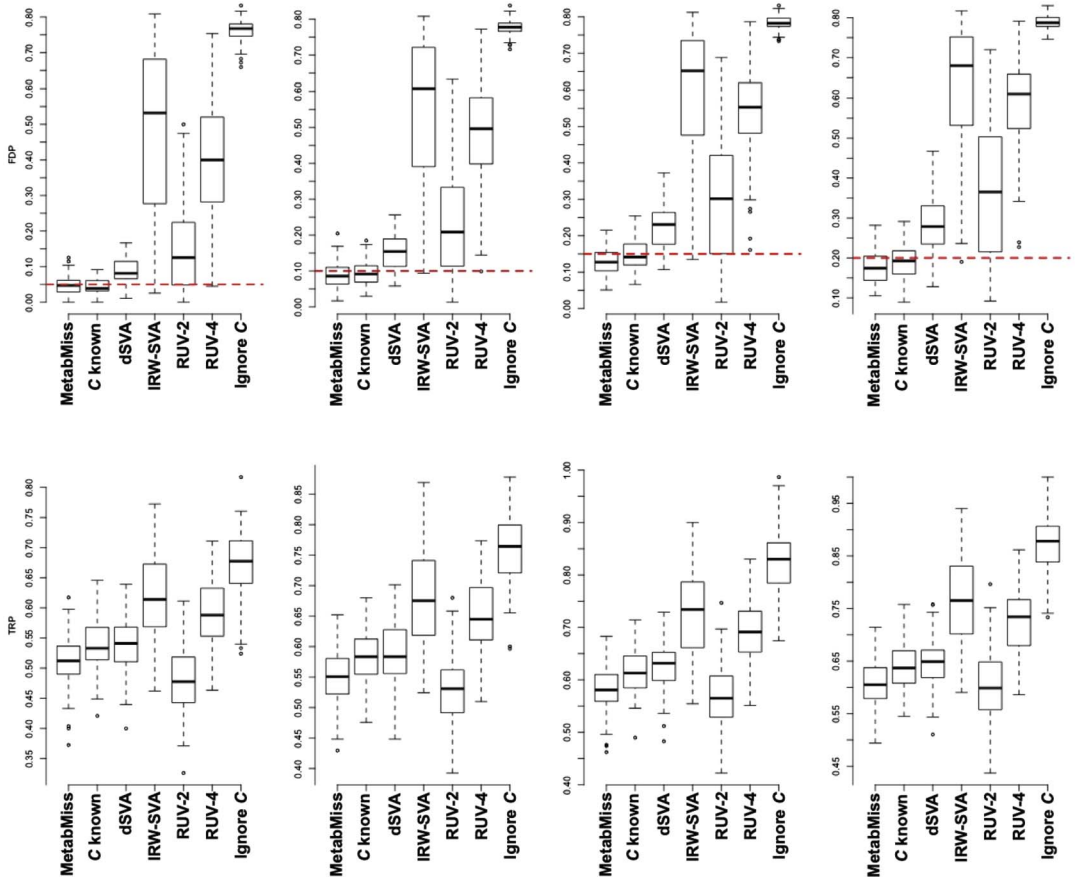 FDP
0.80
0.70
0.60
0.50
0.40
0.30
0.20
0.10
0.00
MetabMiss
C known
dSVA
IRW-SVA
RUV-2
RUV-4
Ignore C
0.80
0.70
0.60
0.50
0.40
0.30
0.20
0.10
0.00
MetabMiss
C known
dSVA
IRW-SVA
RUV-2
RUV-4
Ignore C
0.80
0.70
0.60
0.50
0.40
0.30
0.20
0.10
0.00
MetabMiss
C known
dSVA
IRW-SVA
RUV-2
RUV-4
Ignore C
0.80
0.70
0.60
0.50
0.40
0.30
0.20
0.10
MetabMiss
C known
dSVA
IRW-SVA
RUV-2
RUV-4
Ignore C
TRP
0.80
0.75
0.70
0.65
0.60
0.55
0.50
0.45
0.40
0.35
MetabMiss
C known
dSVA
IRW-SVA
RUV-2
RUV-4
Ignore C
0.85
0.80
0.75
0.70
0.65
0.60
0.55
0.50
0.45
0.40
MetabMiss
C known
dSVA
IRW-SVA
RUV-2
RUV-4
Ignore C
1.00
0.90
0.80
0.70
0.60
0.50
0.40
MetabMiss
C known
dSVA
IRW-SVA
RUV-2
RUV-4
Ignore C
0.95
0.85
0.75
0.65
0.55
0.45
MetabMiss
C known
dSVA
IRW-SVA
RUV-2
RUV-4
Ignore C